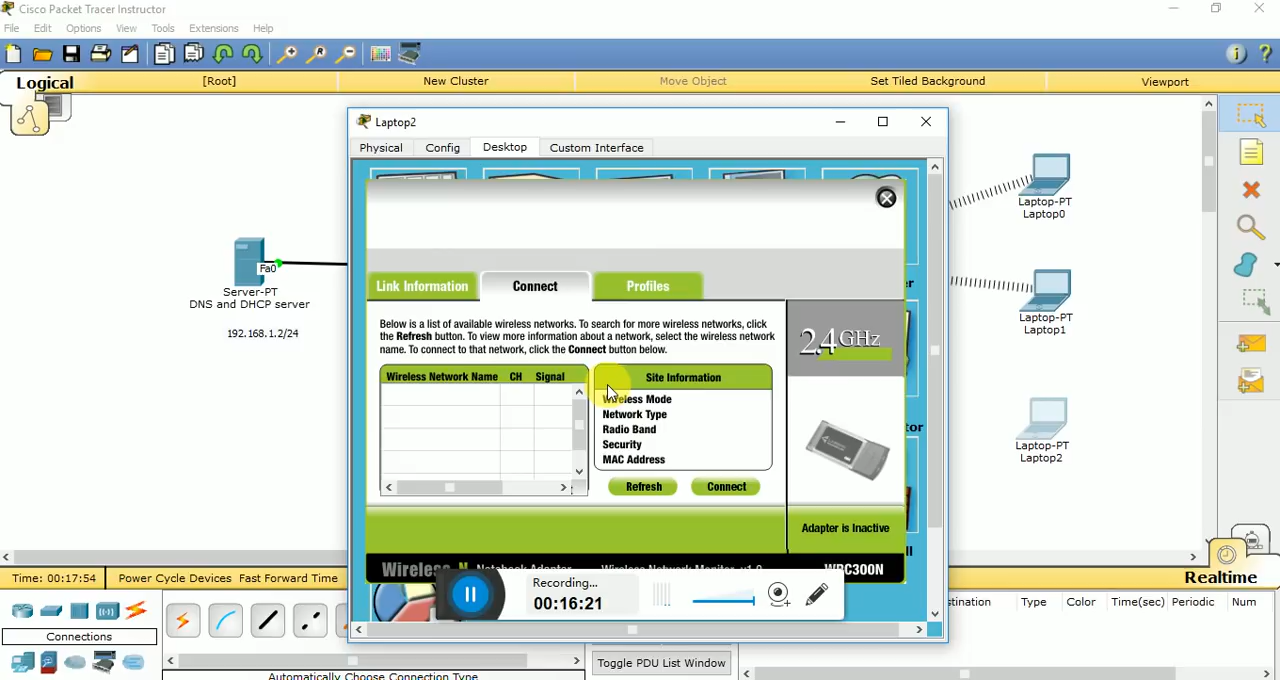 Cisco Packet Tracer Instructor
File Edit Options View Tools Extensions Help
Logical [Root] New Cluster Move Object Set Tiled Background Viewport
Laptop2
Physical Config Desktop Custom Interface
Link Information Connect Profiles
Below is a list of available wireless networks. To search for more wireless networks, click
the Refresh button. To view more information about a network, select the wireless network
name. To connect to that network, click the Connect button below.
2.4GHz
Wireless Network Name CH Signal
Site Information
Wireless Mode
Network Type
Radio Band
Security
MAC Address
Refresh Connect
Adapter is Inactive
WPC300N
Fa0
Server-PT
DNS and DHCP server
192.168.1.2/24
Laptop-PT
Laptop0
Laptop-PT
Laptop1
Laptop-PT
Laptop2
Recording...
00:16:21
Time: 00:17:54 Power Cycle Devices Fast Forward Time
Realtime
Connections
Automatically Choose Connection Type
Toggle PDU List Window
Type Color Time(sec) Periodic Num